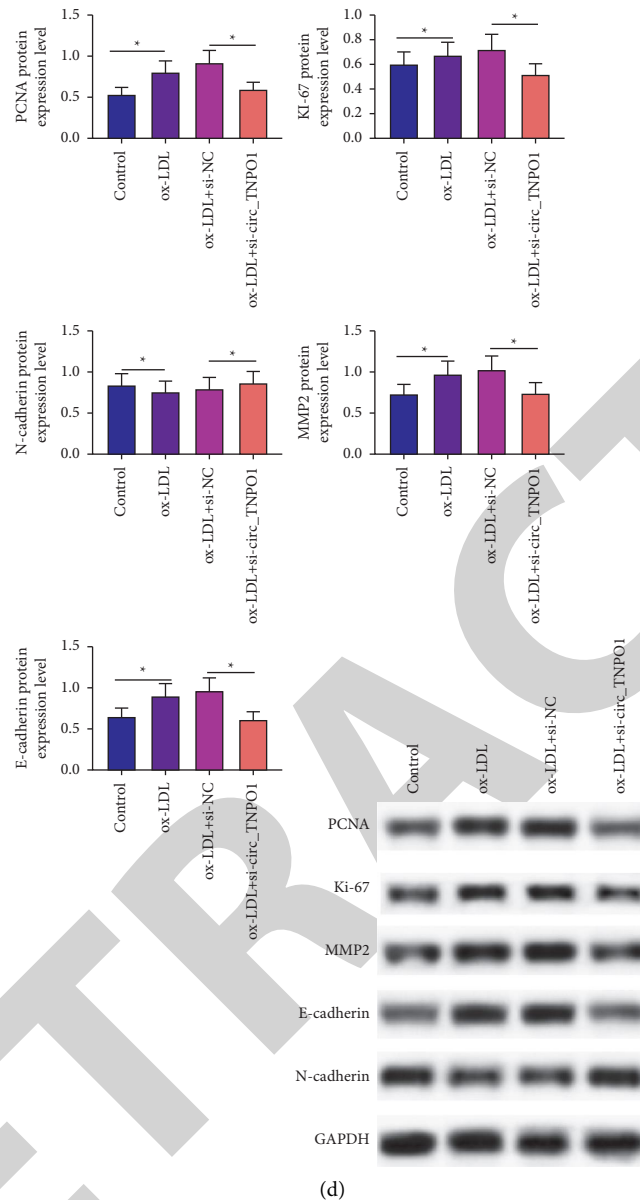 PCNA protein
expression level
1.5
1.0
0.5
0.0
*
*
Control
ox-LDL
ox-LDL+si-NC
ox-LDL+si-circ_TNPO1
KI-67 protein
expression level
1.0
0.8
0.6
0.4
0.2
0.0
*
*
Control
ox-LDL
ox-LDL+si-NC
ox-LDL+si-circ_TNPO1
N-cadherin protein
expression level
1.5
1.0
0.5
0.0
*
*
Control
ox-LDL
ox-LDL+si-NC
ox-LDL+si-circ_TNPO1
MMP2 protein
expression level
1.5
1.0
0.5
0.0
*
*
Control
ox-LDL
ox-LDL+si-NC
ox-LDL+si-circ_TNPO1
E-cadherin protein
expression level
1.5
1.0
0.5
0.0
*
*
Control
ox-LDL
ox-LDL+si-NC
ox-LDL+si-circ_TNPO1
Control
ox-LDL
ox-LDL+si-NC
ox-LDL+si-circ_TNPO1
PCNA
Ki-67
MMP2
E-cadherin
N-cadherin
GAPDH
(d)
ETRACT